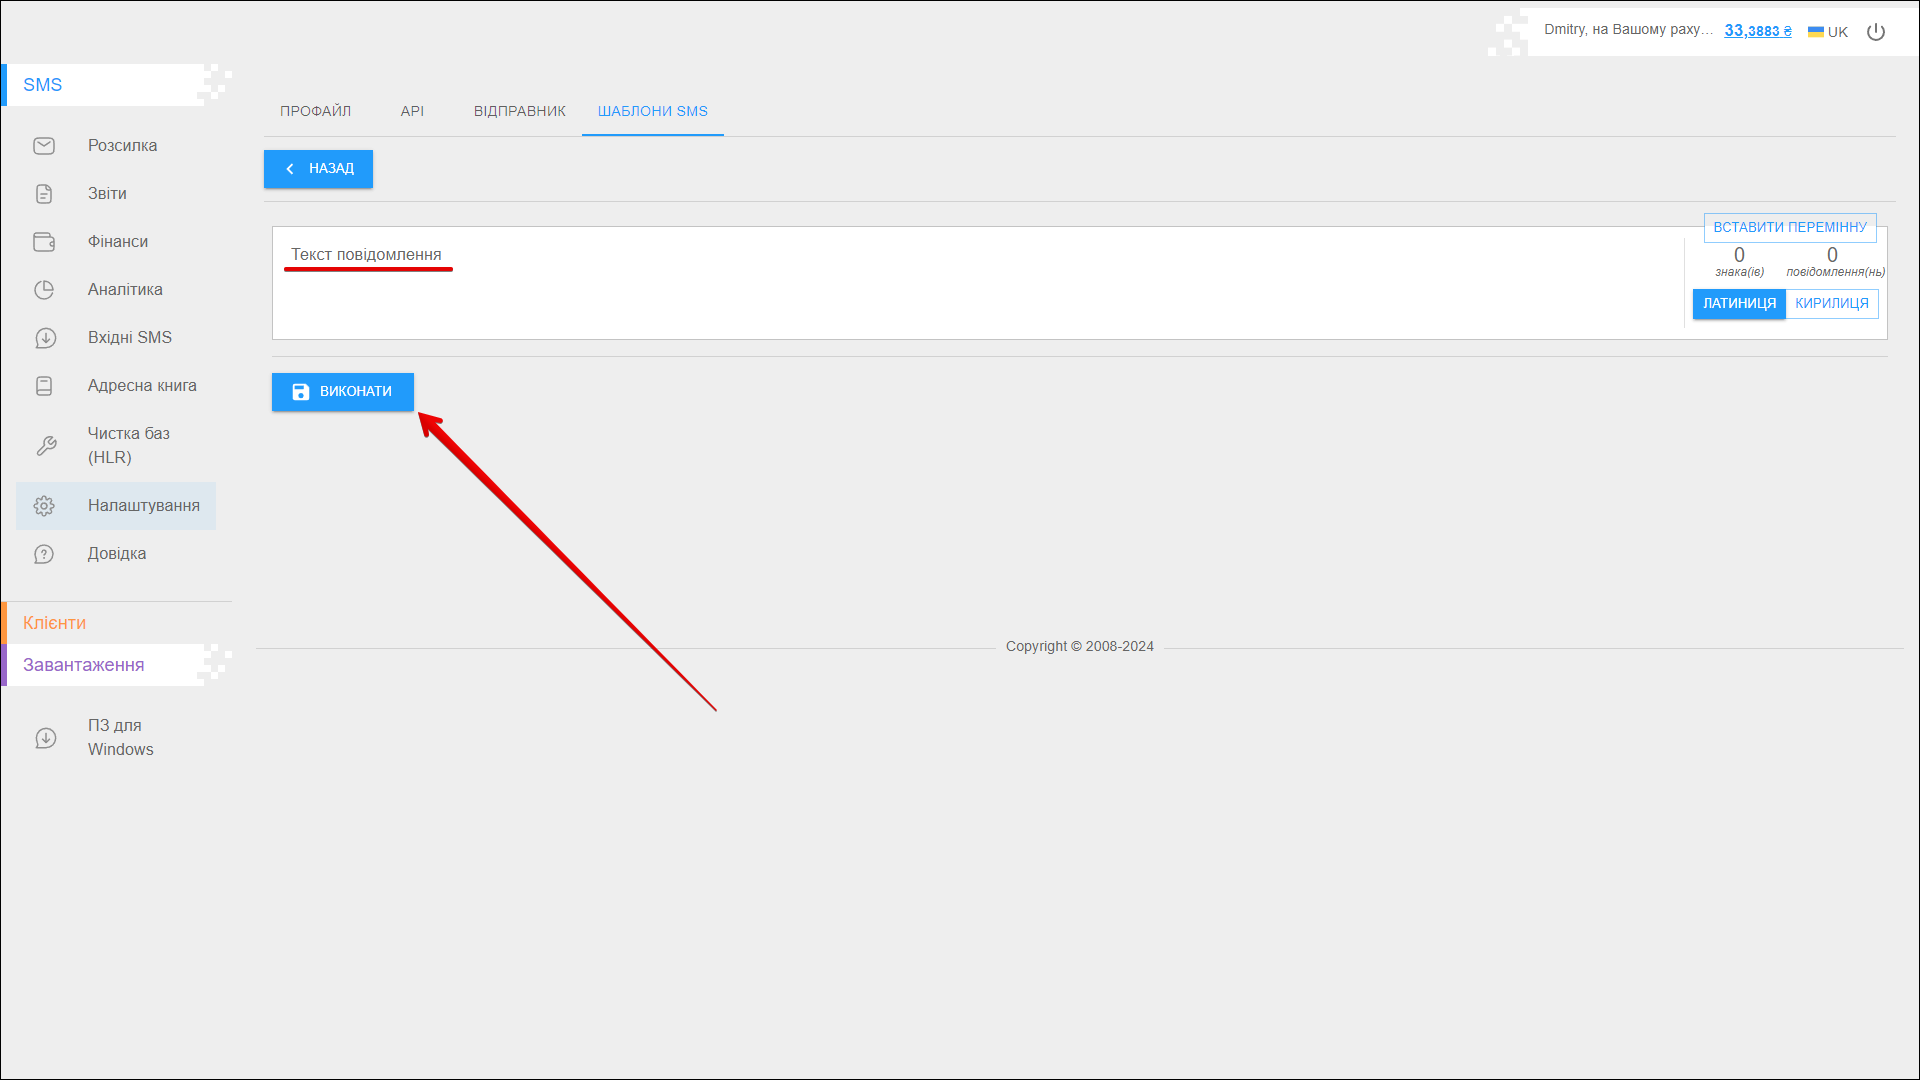 Dmitry, на Вашому раху... 33,3883 ₴ UK
SMS
Розсилка
Звіти
Фінанси
Аналітика
Вхідні SMS
Адресна книга
Чистка баз
(HLR)
Налаштування
Довідка
Клієнти
Завантаження
ПЗ для
Windows
ПРОФАЙЛ API ВІДПРАВНИК ШАБЛОНИ SMS
НАЗАД
Текст повідомлення
ВСТАВИТИ ПЕРЕМІННУ
0 0
знака(ів) повідомлення(нь)
ЛАТИНИЦЯ КИРИЛИЦЯ
ВИКОНАТИ
Copyright © 2008-2024